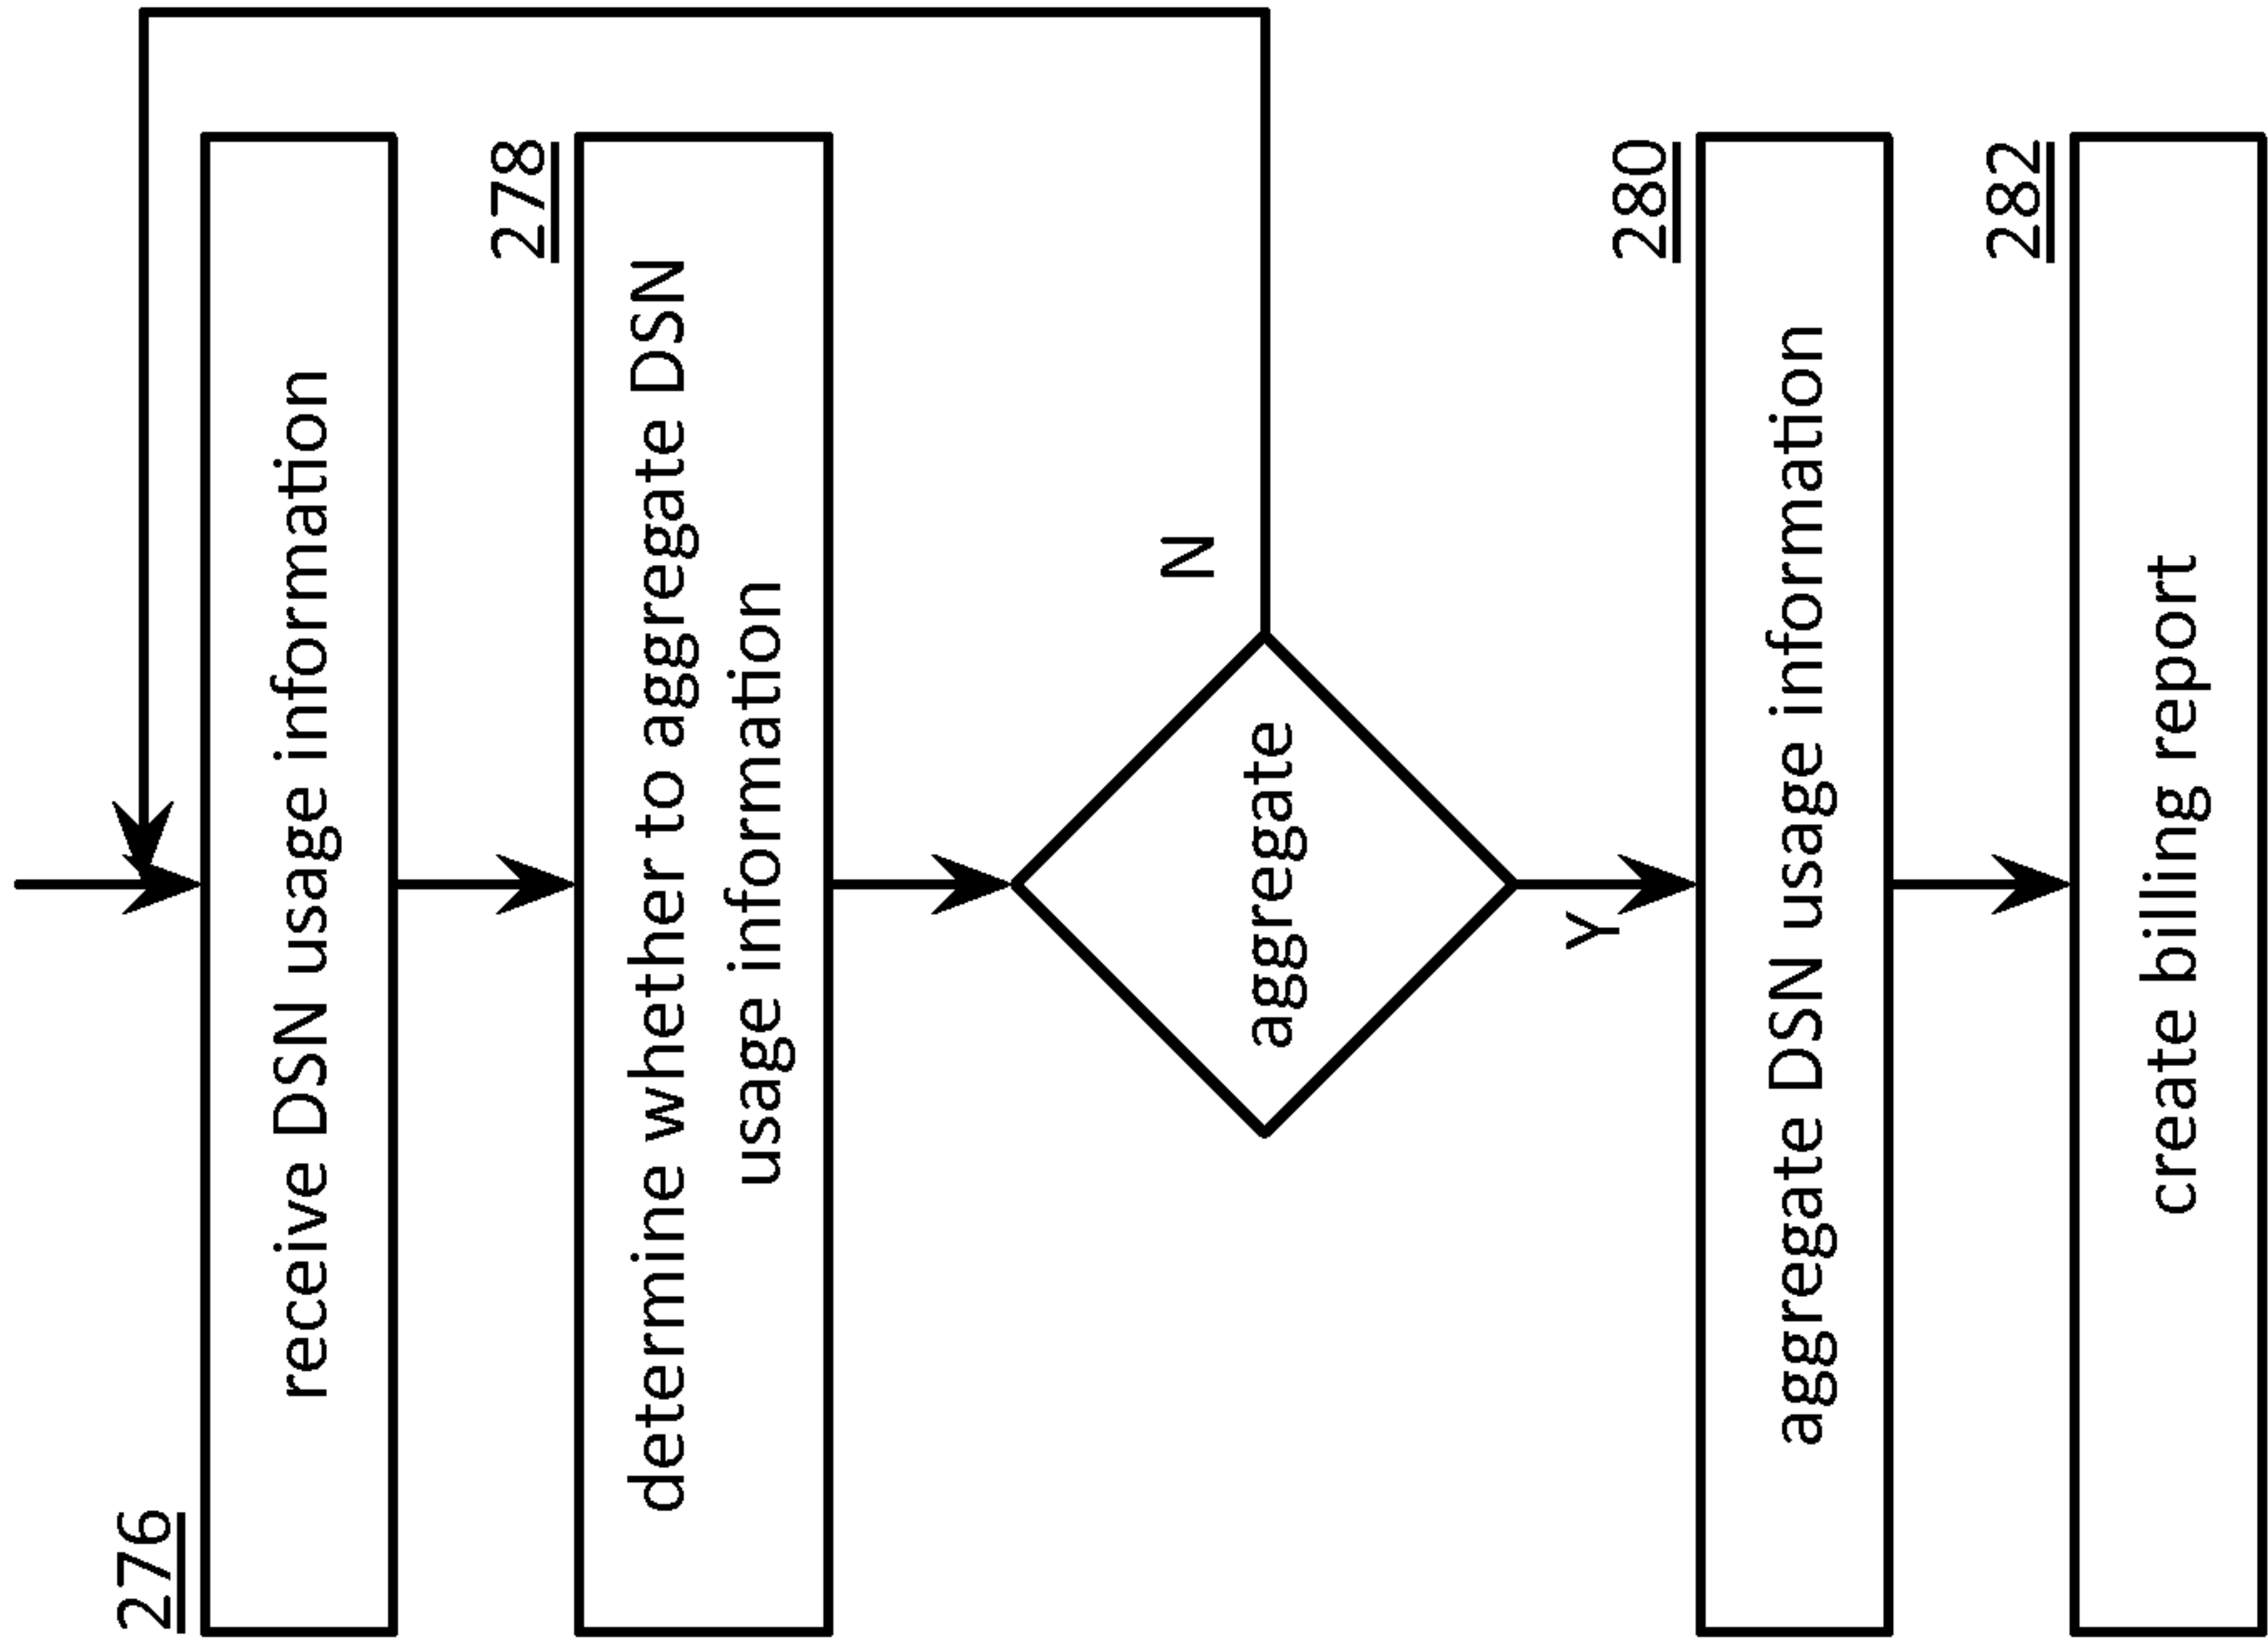 276
receive DSN usage information
278
determine whether to aggregate DSN
usage information
aggregate
N
Y
280
aggregate DSN usage information
282
create billing report